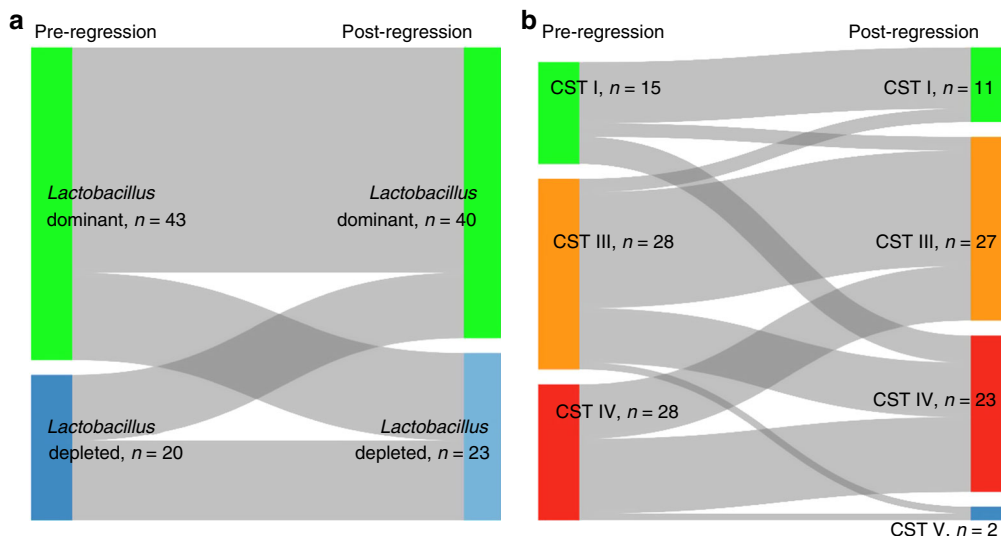 a
Pre-regression
Post-regression
Lactobacillus
dominant, n = 43
Lactobacillus
dominant, n = 40
Lactobacillus
depleted, n = 20
Lactobacillus
depleted, n = 23
b
Pre-regression
Post-regression
CST I, n = 15
CST I, n = 11
CST III, n = 28
CST III, n = 27
CST IV, n = 28
CST IV, n = 23
CST V, n = 2